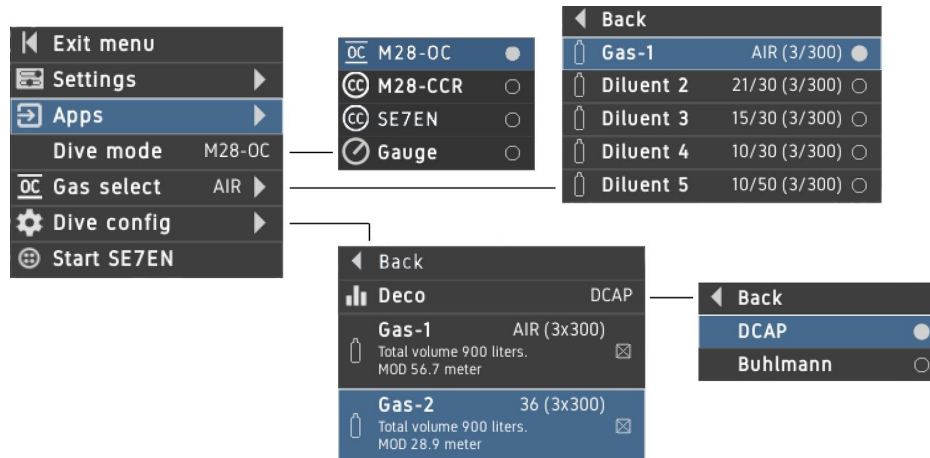 Exit menu
Settings
Apps
Dive mode M28-OC
OC Gas select AIR
Dive config
Start SE7EN
OC M28-OC
CC M28-CCR
CC SE7EN
Gauge
Back
Gas-1 AIR (3/300)
Diluent 2 21/30 (3/300)
Diluent 3 15/30 (3/300)
Diluent 4 10/30 (3/300)
Diluent 5 10/50 (3/300)
Back
Deco DCAP
Gas-1 AIR (3x300)
Total volume 900 liters.
MOD 56.7 meter
Gas-2 36 (3x300)
Total volume 900 liters.
MOD 28.9 meter
Back
DCAP
Buhlmann